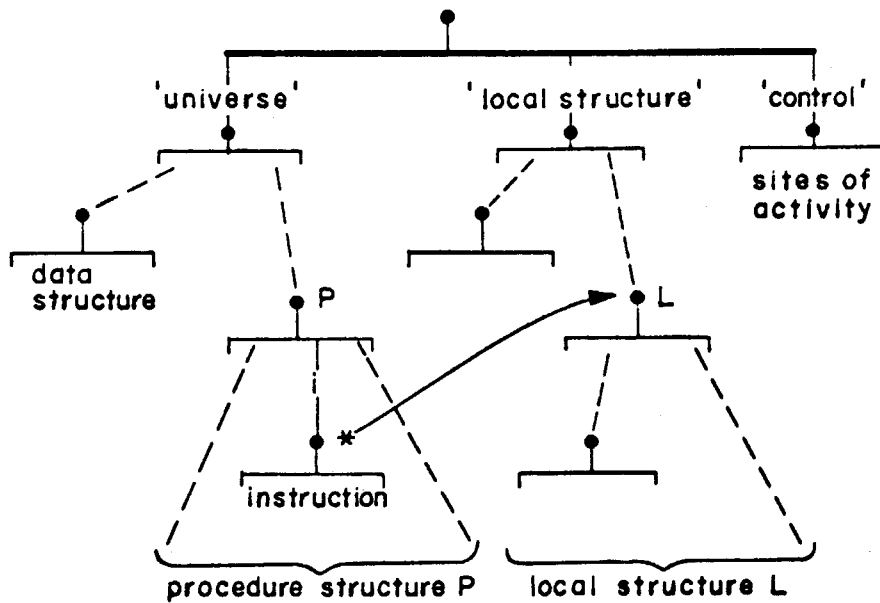 'universe' 'local structure' 'control'
sites of
activity
data
structure
P
L
*
instruction
procedure structure P
local structure L